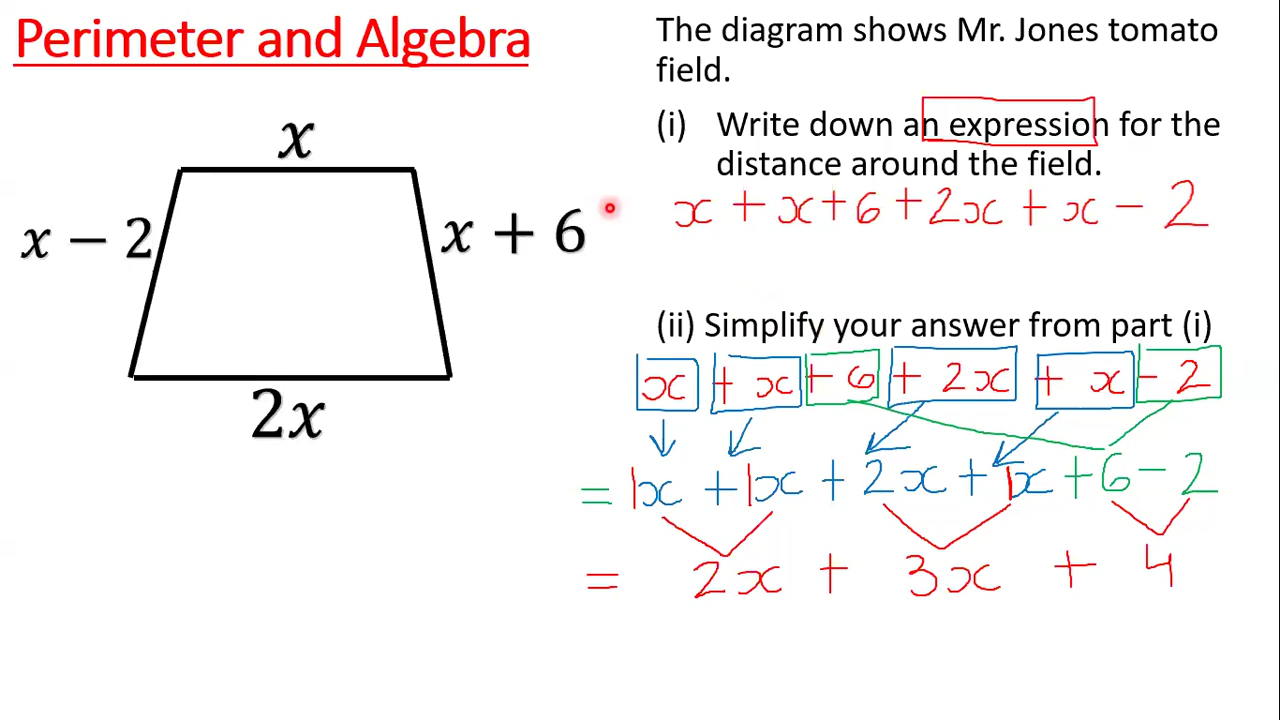 Perimeter and Algebra
x
x − 2
x + 6
2x
The diagram shows Mr. Jones tomato
field.
(i) Write down an expression for the
distance around the field.
x + x + 6 + 2x + x − 2
(ii) Simplify your answer from part (i)
x + x + 6 + 2x + x − 2
= 1x + 1x + 2x + 1x + 6 − 2
= 2x + 3x + 4